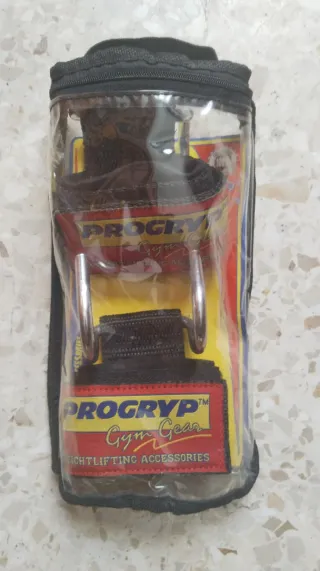 PROGRYP
PROGRYP™
Gym Gear
WEIGHTLIFTING ACCESSORIES